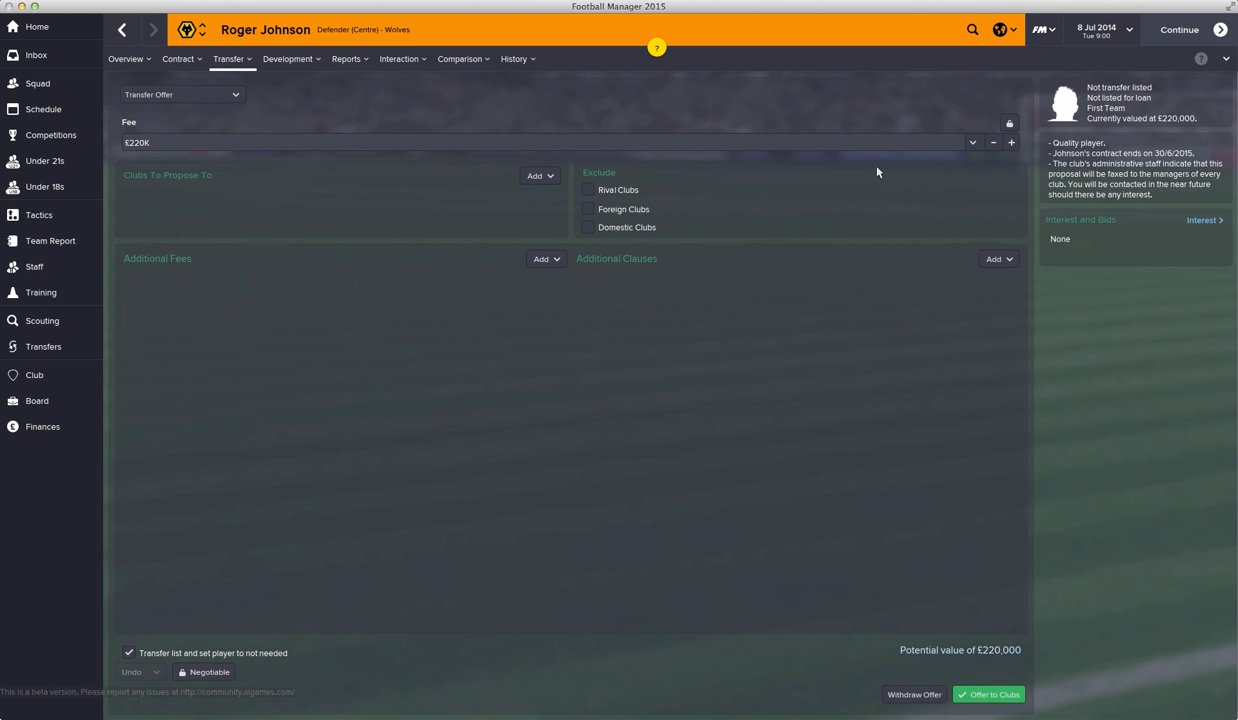 Football Manager 2015
Home
Inbox
Squad
Schedule
Competitions
Under 21s
Under 18s
Tactics
Team Report
Staff
Training
Scouting
Transfers
Club
Board
Finances
Roger Johnson Defender (Centre) - Wolves
?
FM
8 Jul 2014
Tue 9:00
Continue
Overview Contract Transfer Development Reports Interaction Comparison History
?
Transfer Offer
Fee
£220K
Clubs To Propose To
Add
Exclude
Rival Clubs
Foreign Clubs
Domestic Clubs
Additional Fees
Add
Additional Clauses
Add
Not transfer listed
Not listed for loan
First Team
Currently valued at £220,000.
- Quality player.
- Johnson's contract ends on 30/6/2015.
- The club's administrative staff indicate that this
proposal will be faxed to the managers of every
club. You will be contacted in the near future
should there be any interest.
Interest and Bids
Interest
None
Transfer list and set player to not needed
Potential value of £220,000
Undo
Negotiable
This is a beta version. Please report any issues at http://community.sigames.com/
Withdraw Offer
Offer to Clubs